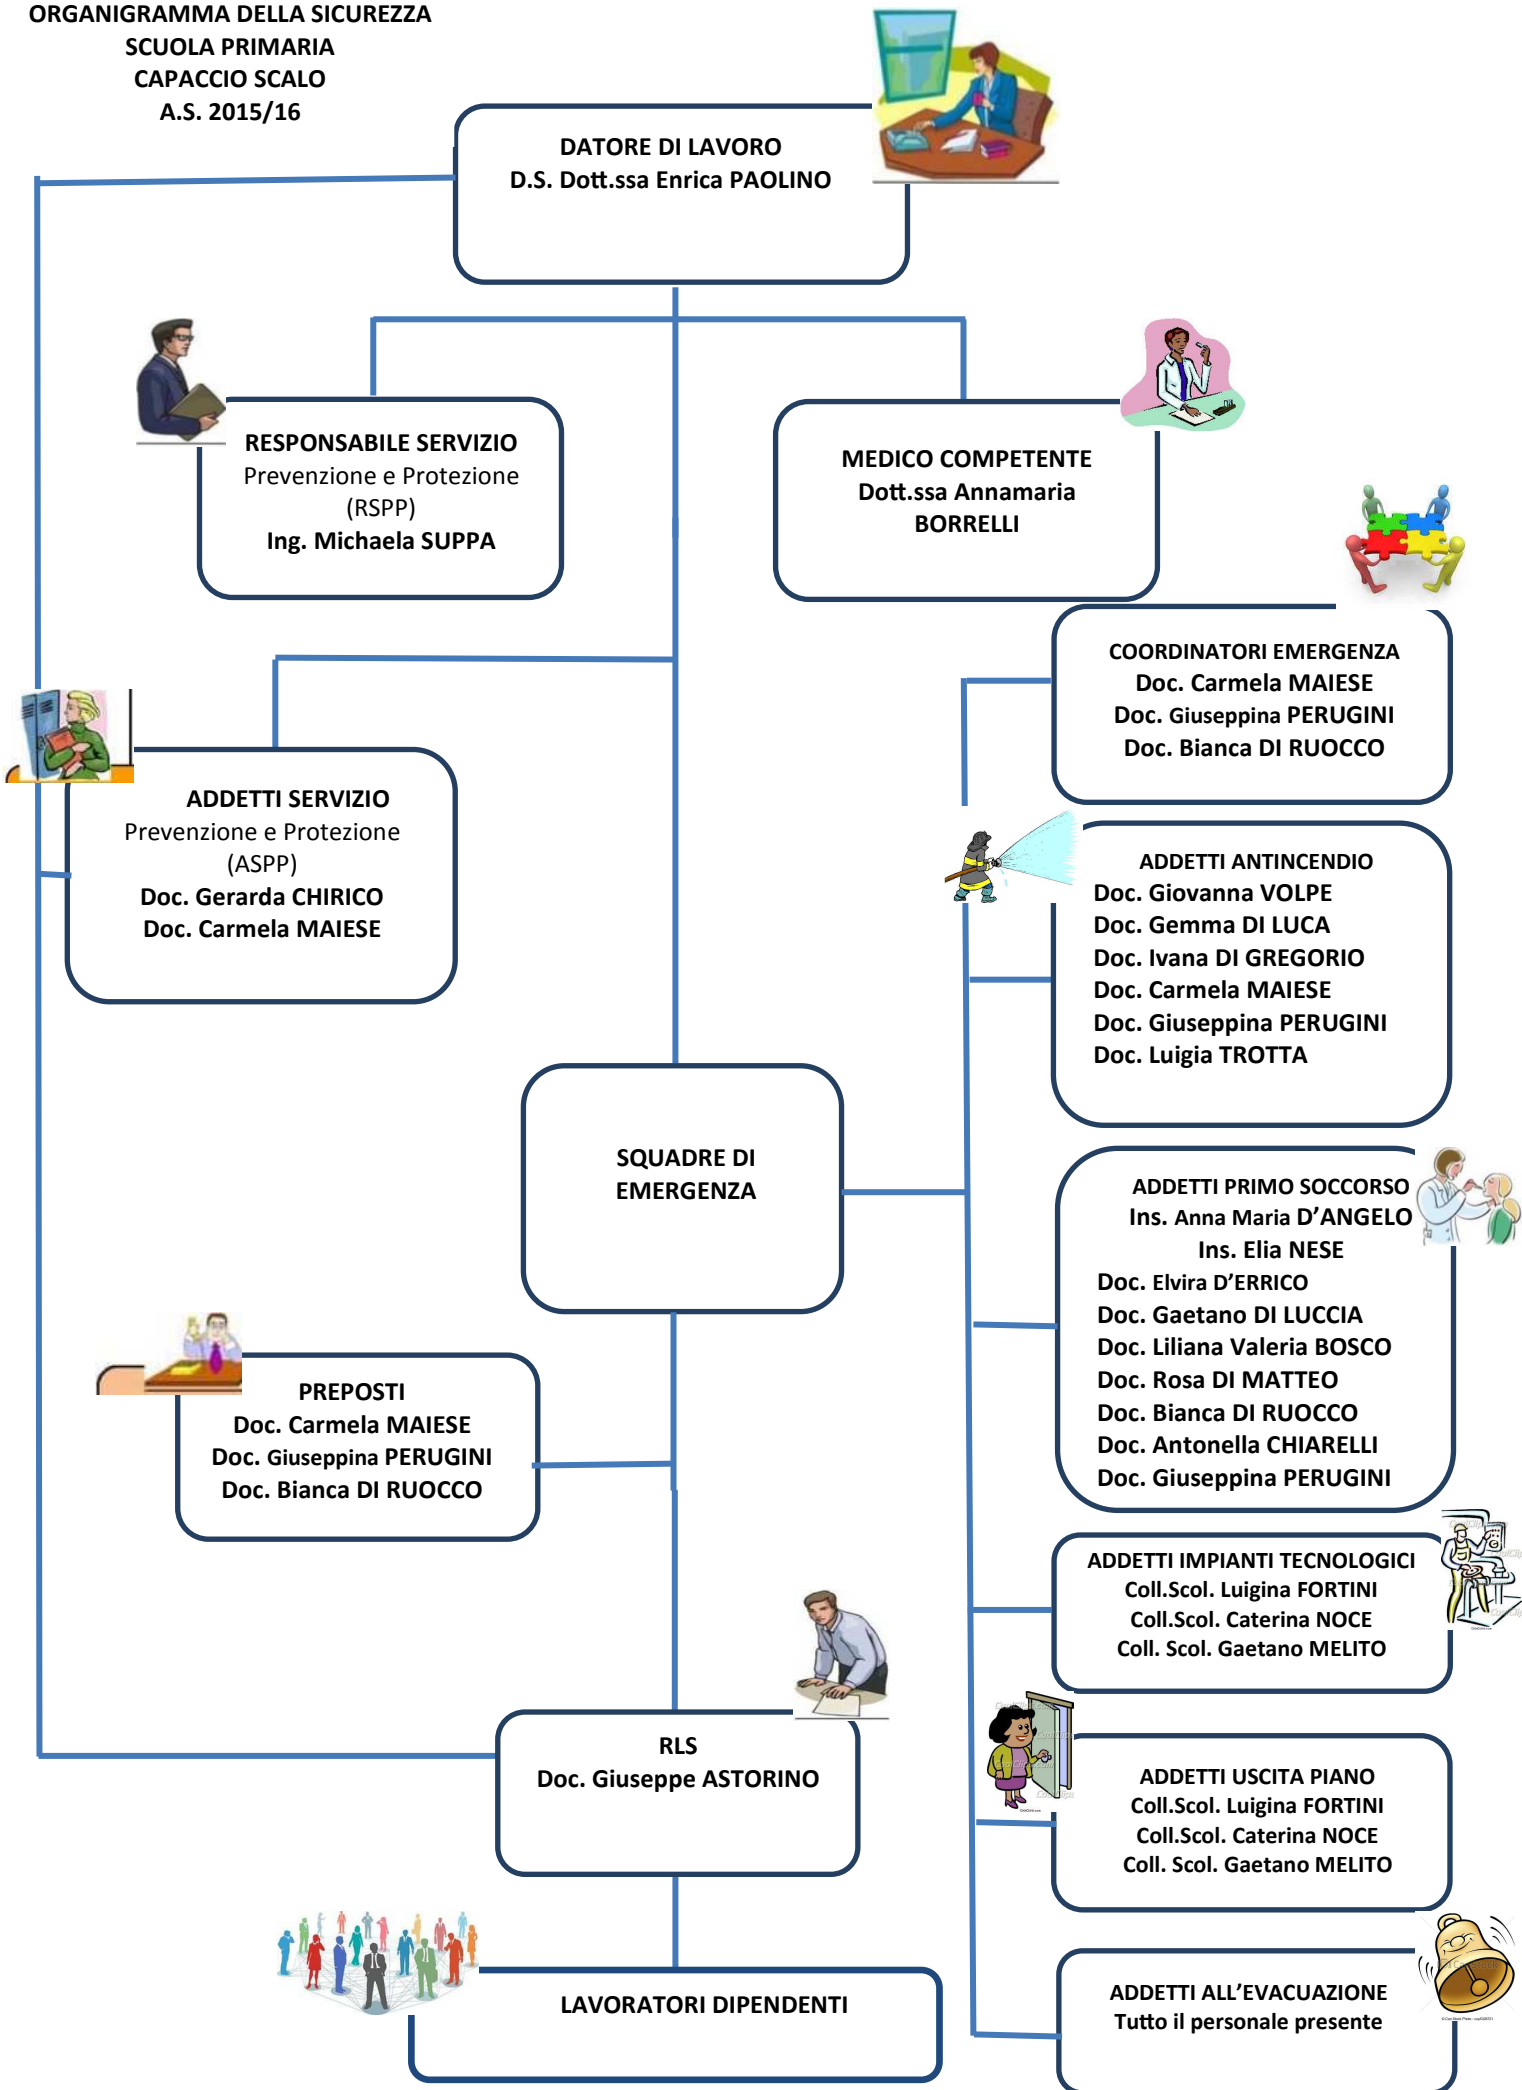 ORGANIGRAMMA DELLA SICUREZZA
SCUOLA PRIMARIA
CAPACCIO SCALO
A.S. 2015/16
DATORE DI LAVORO
D.S. Dott.ssa Enrica PAOLINO
RESPONSABILE SERVIZIO
Prevenzione e Protezione
(RSPP)
Ing. Michaela SUPPA
MEDICO COMPETENTE
Dott.ssa Annamaria
BORRELLI
COORDINATORI EMERGENZA
Doc. Carmela MAIESE
Doc. Giuseppina PERUGINI
Doc. Bianca DI RUOCCO
ADDETTI SERVIZIO
Prevenzione e Protezione
(ASPP)
Doc. Gerarda CHIRICO
Doc. Carmela MAIESE
ADDETTI ANTINCENDIO
Doc. Giovanna VOLPE
Doc. Gemma DI LUCA
Doc. Ivana DI GREGORIO
Doc. Carmela MAIESE
Doc. Giuseppina PERUGINI
Doc. Luigia TROTTA
SQUADRE DI
EMERGENZA
ADDETTI PRIMO SOCCORSO
Ins. Anna Maria D’ANGELO
Ins. Elia NESE
Doc. Elvira D’ERRICO
Doc. Gaetano DI LUCCIA
Doc. Liliana Valeria BOSCO
Doc. Rosa DI MATTEO
Doc. Bianca DI RUOCCO
Doc. Antonella CHIARELLI
Doc. Giuseppina PERUGINI
PREPOSTI
Doc. Carmela MAIESE
Doc. Giuseppina PERUGINI
Doc. Bianca DI RUOCCO
ADDETTI IMPIANTI TECNOLOGICI
Coll.Scol. Luigina FORTINI
Coll.Scol. Caterina NOCE
Coll. Scol. Gaetano MELITO
RLS
Doc. Giuseppe ASTORINO
ADDETTI USCITA PIANO
Coll.Scol. Luigina FORTINI
Coll.Scol. Caterina NOCE
Coll. Scol. Gaetano MELITO
LAVORATORI DIPENDENTI
ADDETTI ALL’EVACUAZIONE
Tutto il personale presente